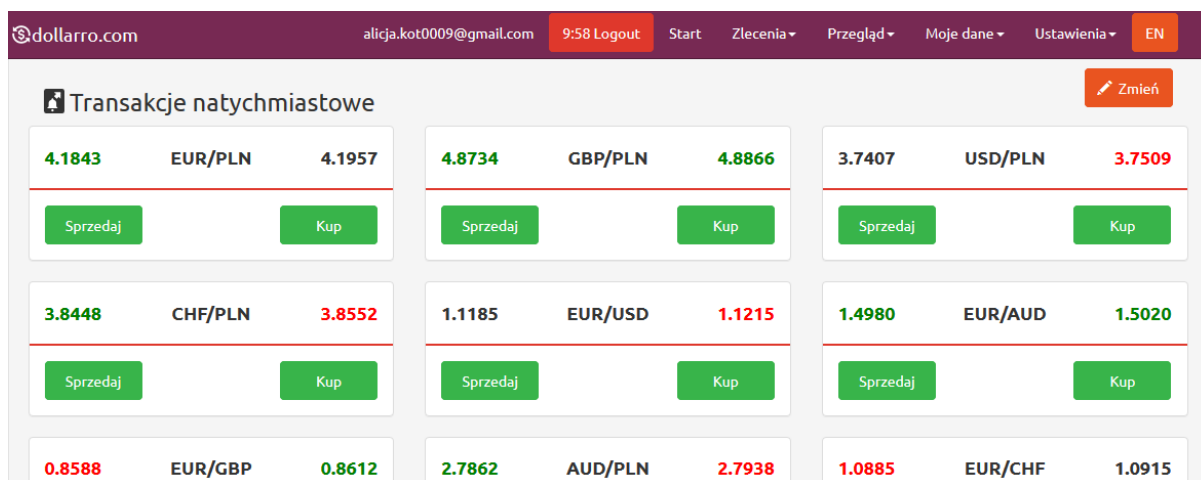 dollarro.com alicja.kot0009@gmail.com 9:58 Logout Start Zlecenia Przegląd Moje dane Ustawienia EN
Transakcje natychmiastowe Zmień
4.1843 EUR/PLN 4.1957 4.8734 GBP/PLN 4.8866 3.7407 USD/PLN 3.7509
Sprzedaj Kup Sprzedaj Kup Sprzedaj Kup
3.8448 CHF/PLN 3.8552 1.1185 EUR/USD 1.1215 1.4980 EUR/AUD 1.5020
Sprzedaj Kup Sprzedaj Kup Sprzedaj Kup
0.8588 EUR/GBP 0.8612 2.7862 AUD/PLN 2.7938 1.0885 EUR/CHF 1.0915